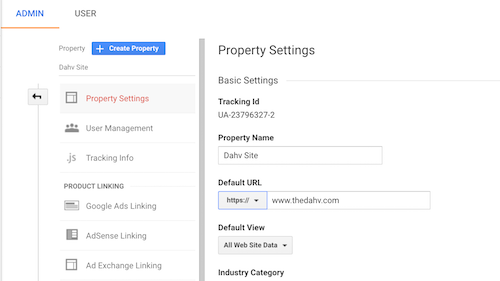 ADMIN USER
Property + Create Property
Dahv Site
Property Settings
User Management
.js Tracking Info
PRODUCT LINKING
Google Ads Linking
AdSense Linking
Ad Exchange Linking
Property Settings
Basic Settings
Tracking Id
UA-23796327-2
Property Name
Dahv Site
Default URL
https:// www.thedahv.com
Default View
All Web Site Data
Industry Category